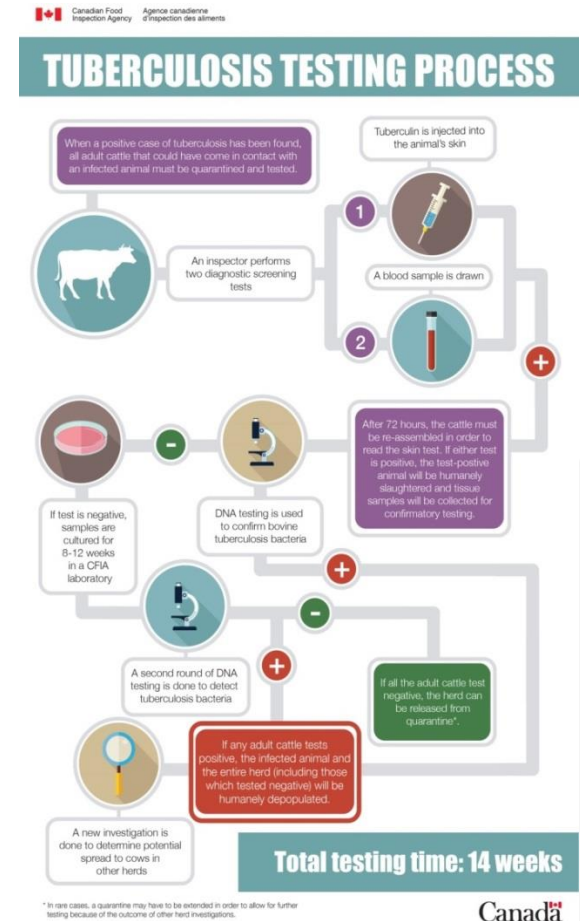 Canadian Food
Inspection Agency
Agence canadienne
d'inspection des aliments
TUBERCULOSIS TESTING PROCESS
When a positive case of tuberculosis has been found,
all adult cattle that could have come in contact with
an infected animal must be quarantined and tested.
Tuberculin is injected into
the animal's skin
1
An inspector performs
two diagnostic screening
tests
A blood sample is drawn
2
+
After 72 hours, the cattle must
be re-assembled in order to
read the skin test. If either test
is positive, the test-postive
animal will be humanely
slaughtered and tissue
samples will be collected for
confirmatory testing.
-
If test is negative,
samples are
cultured for
8-12 weeks
in a CFIA
laboratory
DNA testing is used
to confirm bovine
tuberculosis bacteria
+
-
+
A second round of DNA
testing is done to detect
tuberculosis bacteria
If all the adult cattle test
negative, the herd can
be released from
quarantine*.
If any adult cattle tests
positive, the infected animal and
the entire herd (including those
which tested negative) will be
humanely depopulated.
A new investigation is
done to determine potential
spread to cows in
other herds
Total testing time: 14 weeks
* In rare cases, a quarantine may have to be extended in order to allow for further
testing because of the outcome of other herd investigations.
Canada